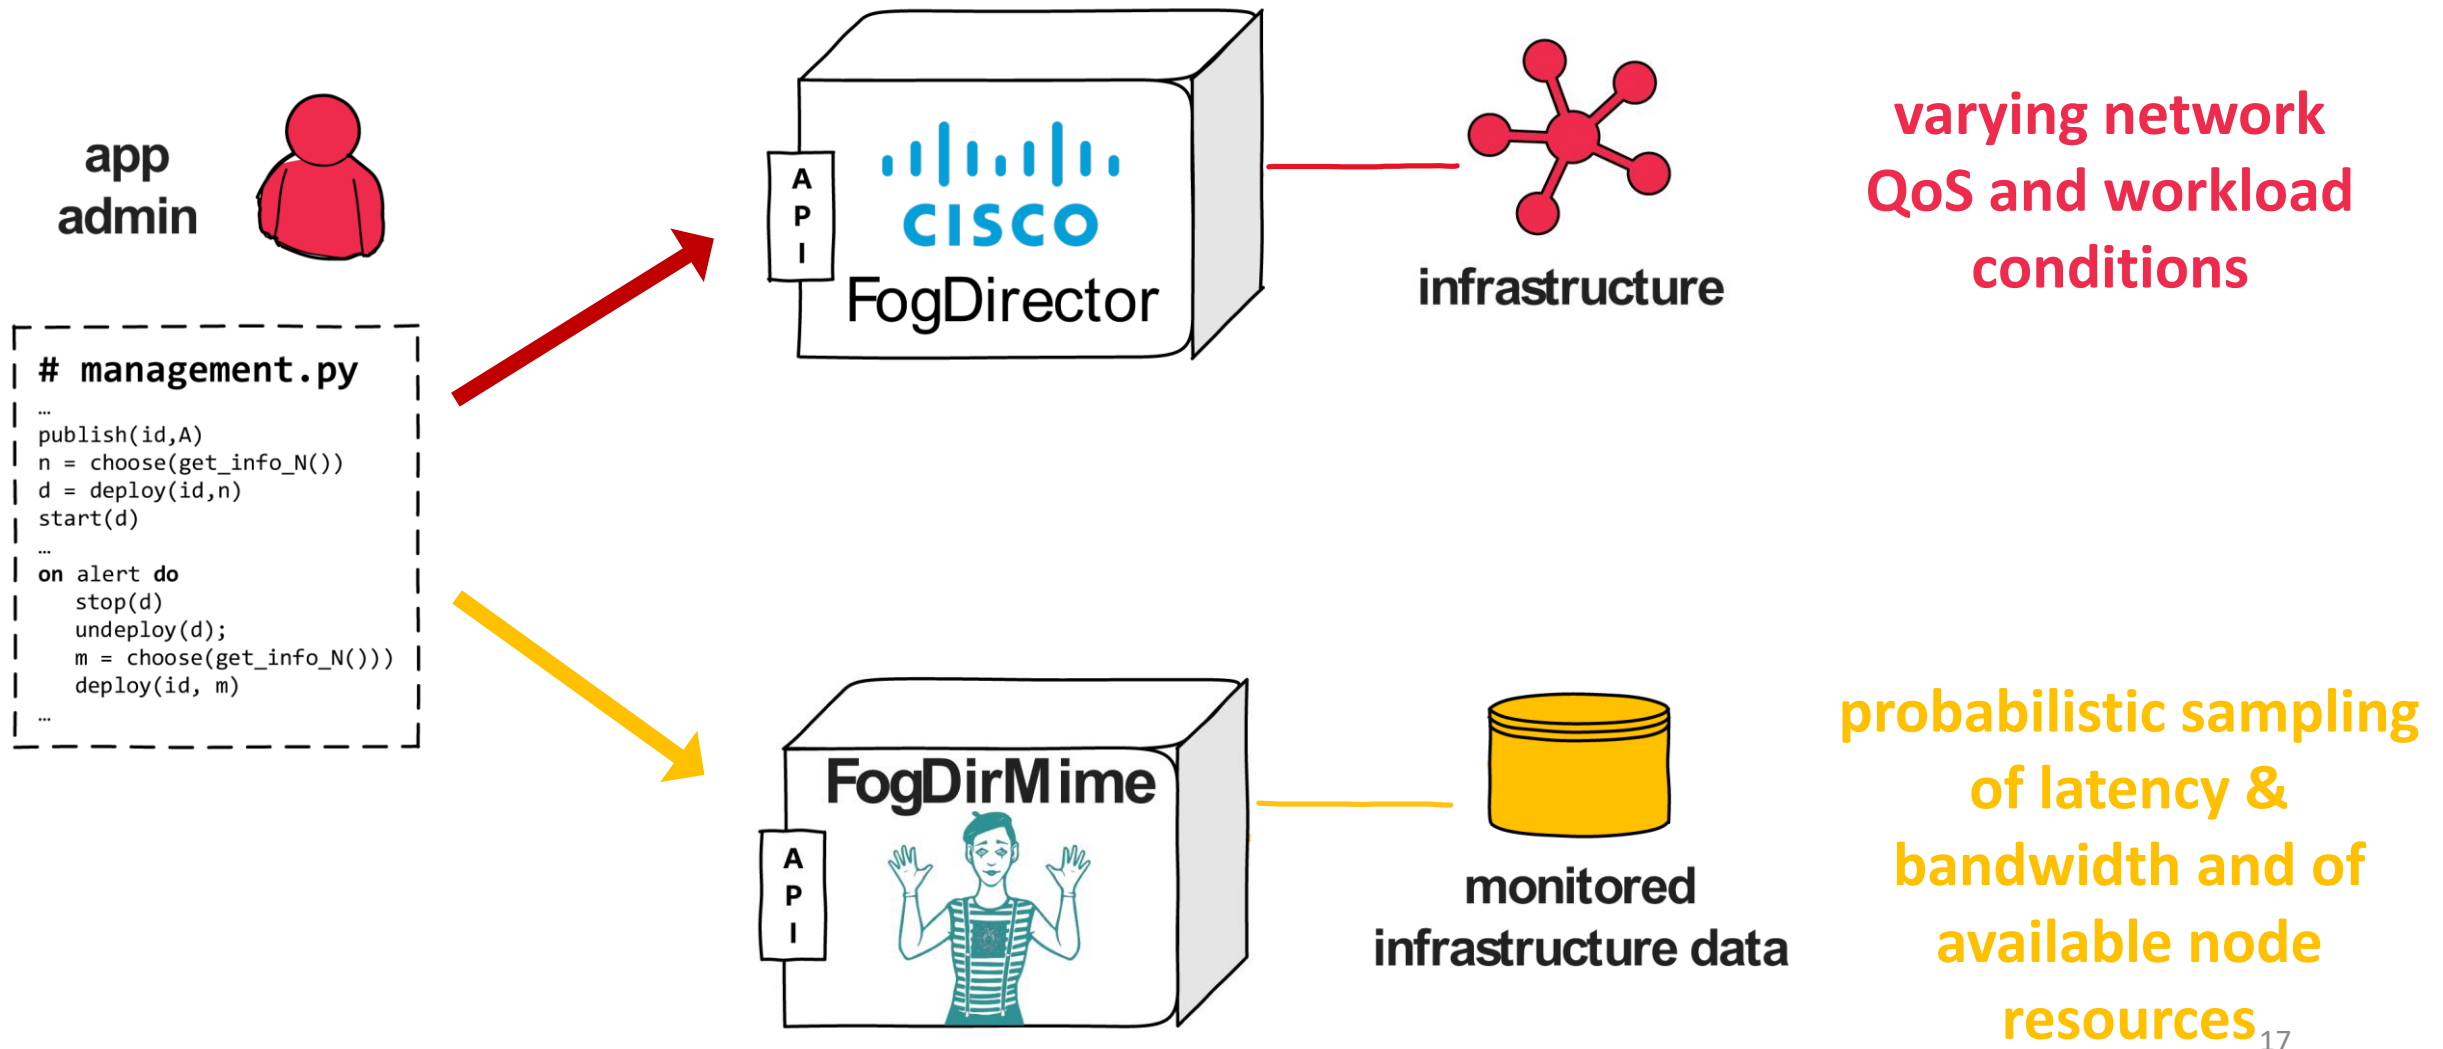 app
admin
# management.py
…
publish(id,A)
n = choose(get_info_N())
d = deploy(id,n)
start(d)
…
on alert do
stop(d)
undeploy(d);
m = choose(get_info_N()))
deploy(id, m)
…
A
P
I
CISCO
FogDirector
infrastructure
varying network
QoS and workload
conditions
FogDirMime
A
P
I
monitored
infrastructure data
probabilistic sampling
of latency &
bandwidth and of
available node
resources
17